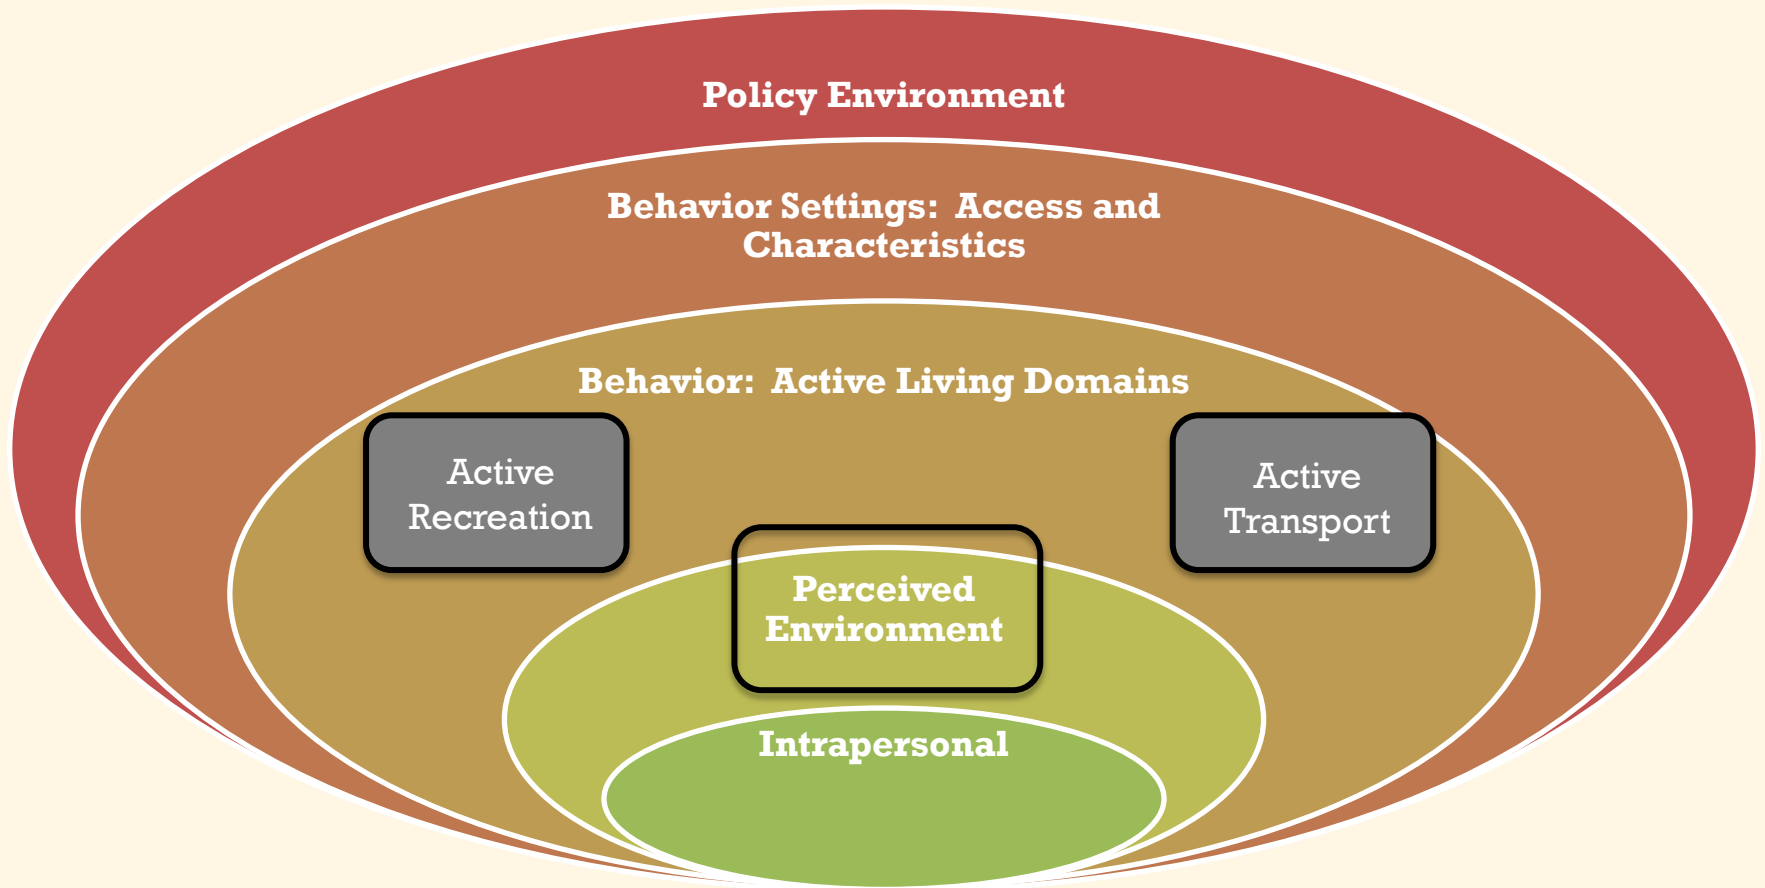 Policy Environment
Behavior Settings:  Access and
Characteristics
Behavior:  Active Living Domains
Active
Recreation
Active
Transport
Perceived
Environment
Intrapersonal